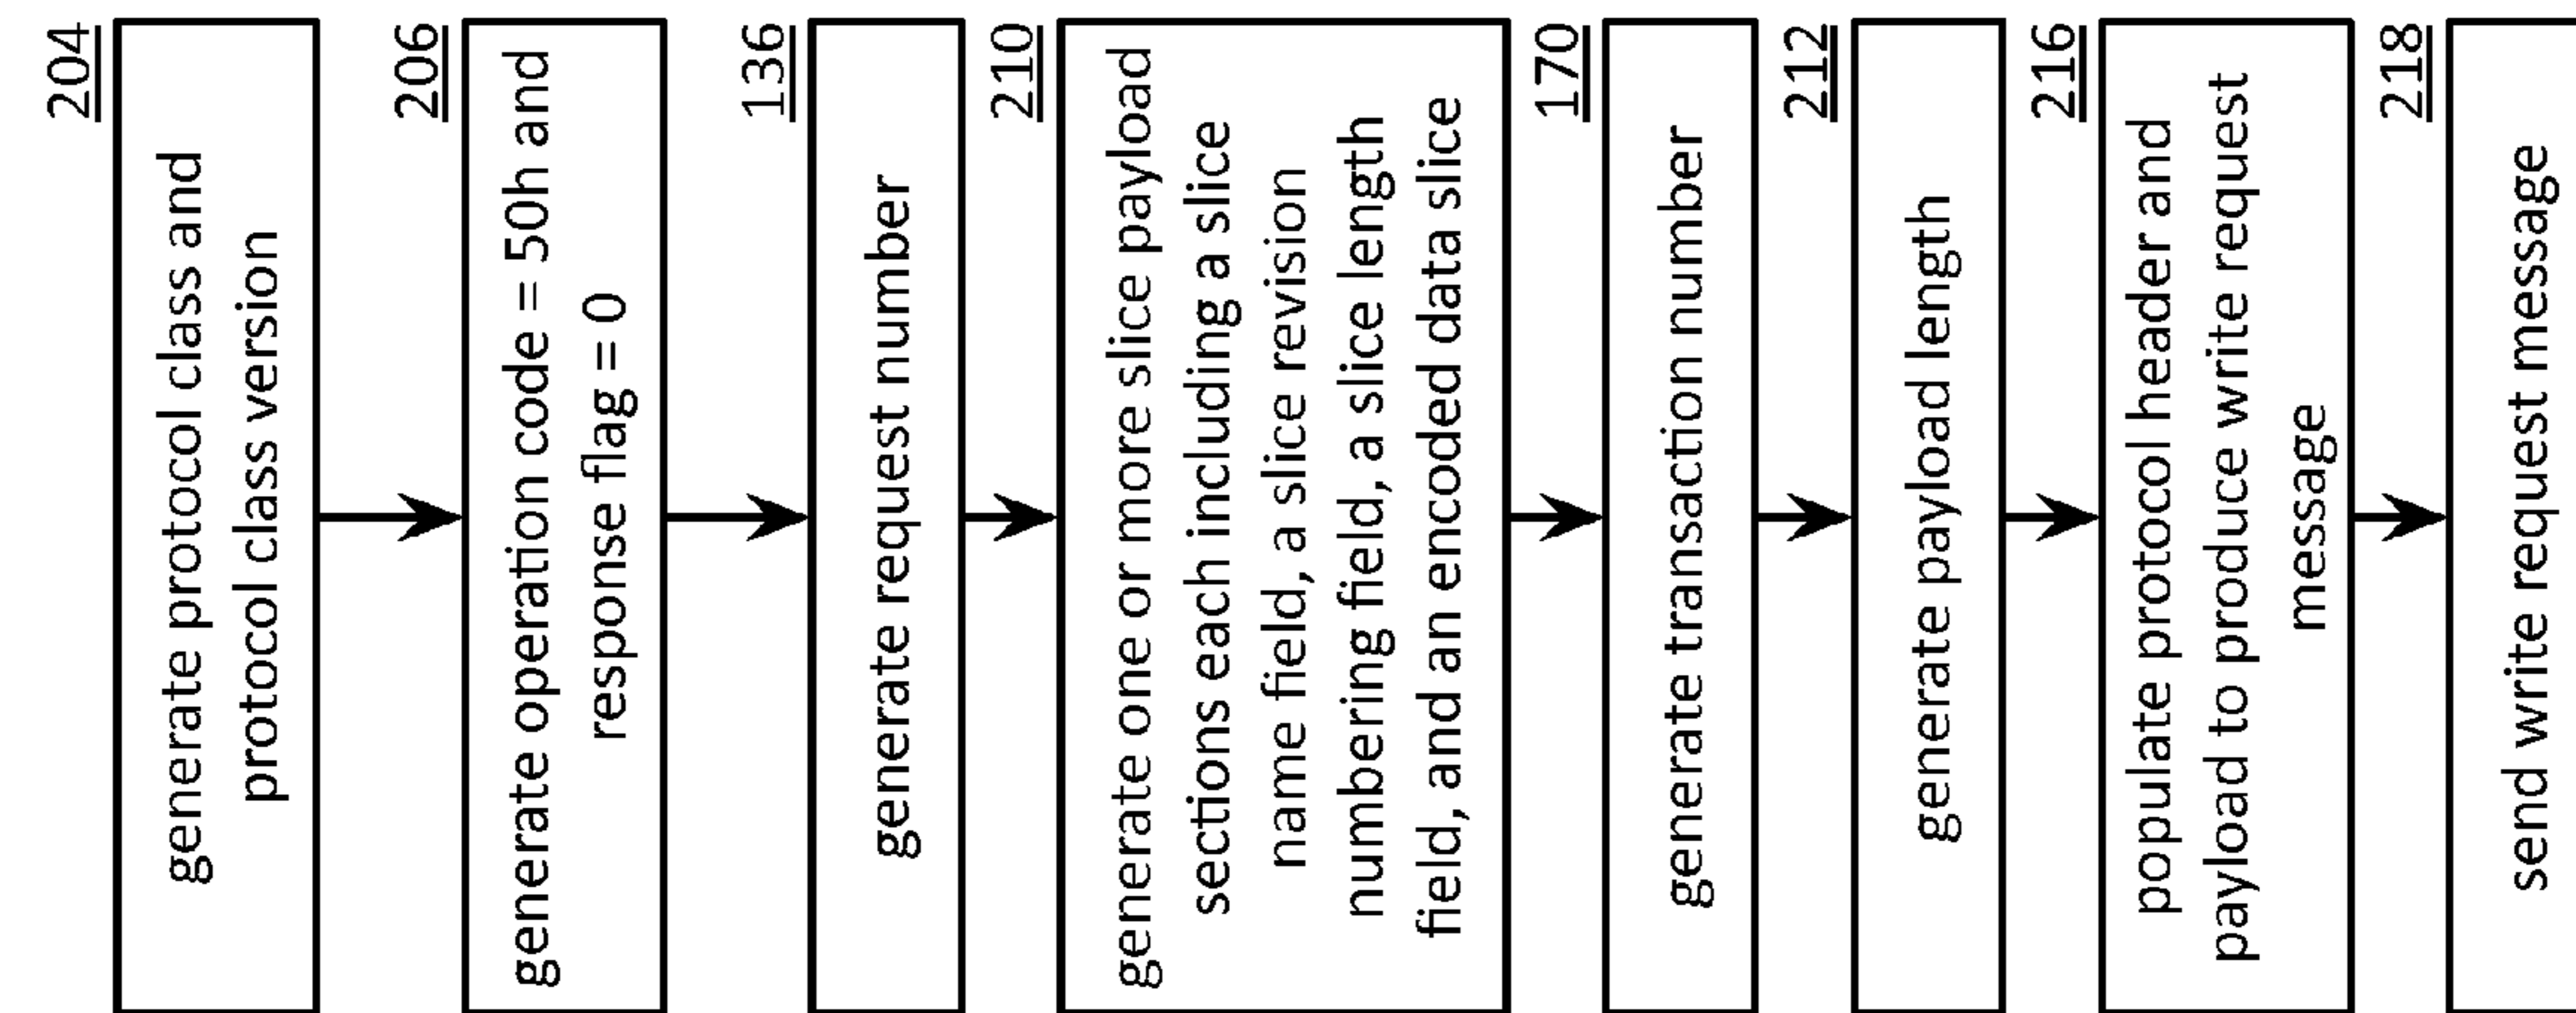 204
generate protocol class and
protocol class version
206
generate operation code = 50h and
response flag = 0
136
generate request number
210
generate one or more slice payload
sections each including a slice
name field, a slice revision
numbering field, a slice length
field, and an encoded data slice
170
generate transaction number
212
generate payload length
216
populate protocol header and
payload to produce write request
message
218
send write request message